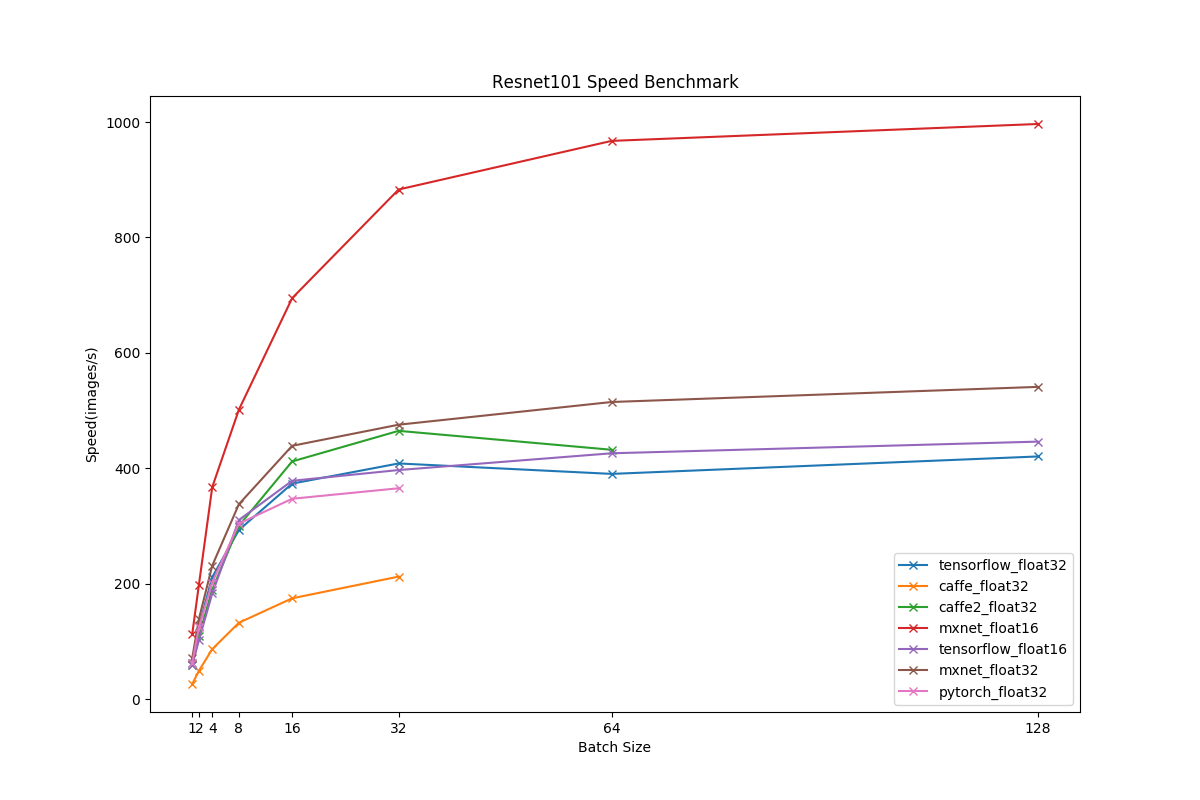 Resnet101 Speed Benchmark
Speed(images/s)
1000
800
600
400
200
0
1 2 4 8 16 32 64 128
Batch Size
tensorflow_float32
caffe_float32
caffe2_float32
mxnet_float16
tensorflow_float16
mxnet_float32
pytorch_float32